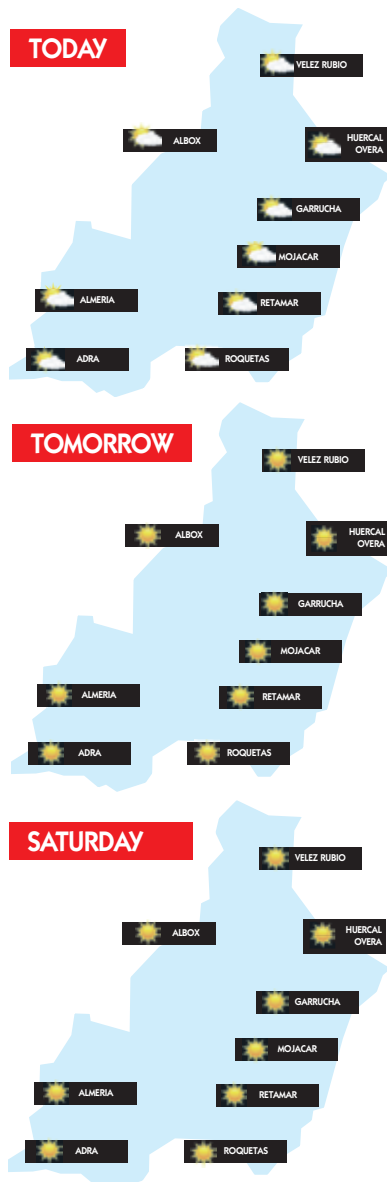 TODAY
VELEZ RUBIO
ALBOX
HUERCAL
OVERA
GARRUCHA
MOJACAR
ALMERIA
RETAMAR
ADRA
ROQUETAS
TOMORROW
VELEZ RUBIO
ALBOX
HUERCAL
OVERA
GARRUCHA
MOJACAR
ALMERIA
RETAMAR
ADRA
ROQUETAS
SATURDAY
VELEZ RUBIO
ALBOX
HUERCAL
OVERA
GARRUCHA
MOJACAR
ALMERIA
RETAMAR
ADRA
ROQUETAS